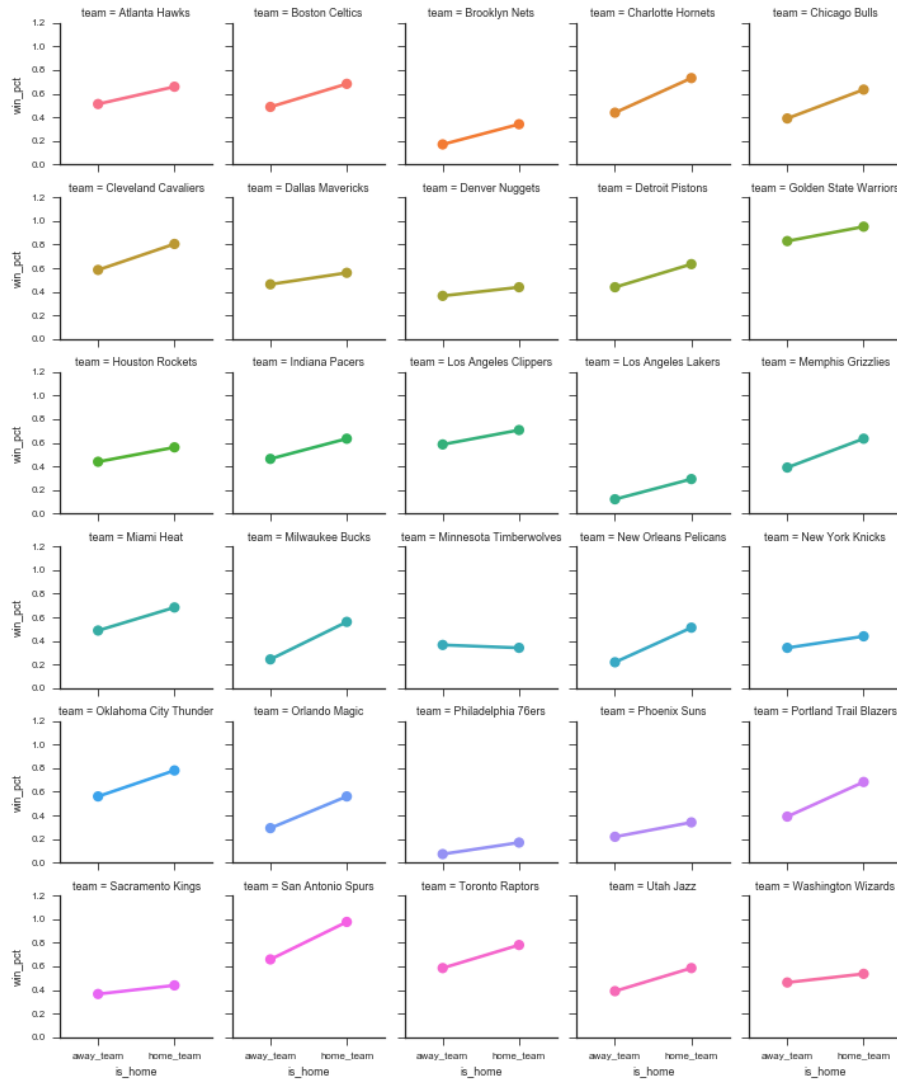 team = Atlanta Hawks
team = Boston Celtics
team = Brooklyn Nets
team = Charlotte Hornets
team = Chicago Bulls
1.2
1.0
0.8
0.6
0.4
0.2
0.0
win_pct
team = Cleveland Cavaliers
team = Dallas Mavericks
team = Denver Nuggets
team = Detroit Pistons
team = Golden State Warriors
1.2
1.0
0.8
0.6
0.4
0.2
0.0
win_pct
team = Houston Rockets
team = Indiana Pacers
team = Los Angeles Clippers
team = Los Angeles Lakers
team = Memphis Grizzlies
1.2
1.0
0.8
0.6
0.4
0.2
0.0
win_pct
team = Miami Heat
team = Milwaukee Bucks
team = Minnesota Timberwolves
team = New Orleans Pelicans
team = New York Knicks
1.2
1.0
0.8
0.6
0.4
0.2
0.0
win_pct
team = Oklahoma City Thunder
team = Orlando Magic
team = Philadelphia 76ers
team = Phoenix Suns
team = Portland Trail Blazers
1.2
1.0
0.8
0.6
0.4
0.2
0.0
win_pct
team = Sacramento Kings
team = San Antonio Spurs
team = Toronto Raptors
team = Utah Jazz
team = Washington Wizards
1.2
1.0
0.8
0.6
0.4
0.2
0.0
win_pct
away_team home_team
is_home
away_team home_team
is_home
away_team home_team
is_home
away_team home_team
is_home
away_team home_team
is_home